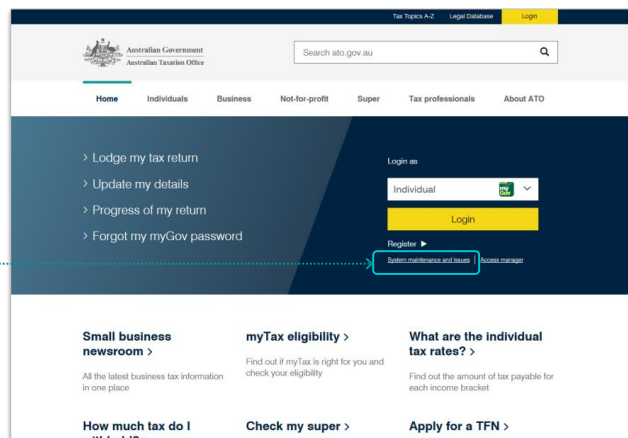 Tax Topics A-Z Legal Database Login
Australian Government
Australian Taxation Office
Search ato.gov.au
Home Individuals Business Not-for-profit Super Tax professionals About ATO
> Lodge my tax return
> Update my details
> Progress of my return
> Forgot my myGov password
Login as
Individual my Gov
Login
Register ▶
System maintenance and issues | Access manager
Small business
newsroom >
All the latest business tax information
in one place
myTax eligibility >
Find out if myTax is right for you and
check your eligibility
What are the individual
tax rates? >
Find out the amount of tax payable for
each income bracket
How much tax do I
Check my super >
Apply for a TFN >